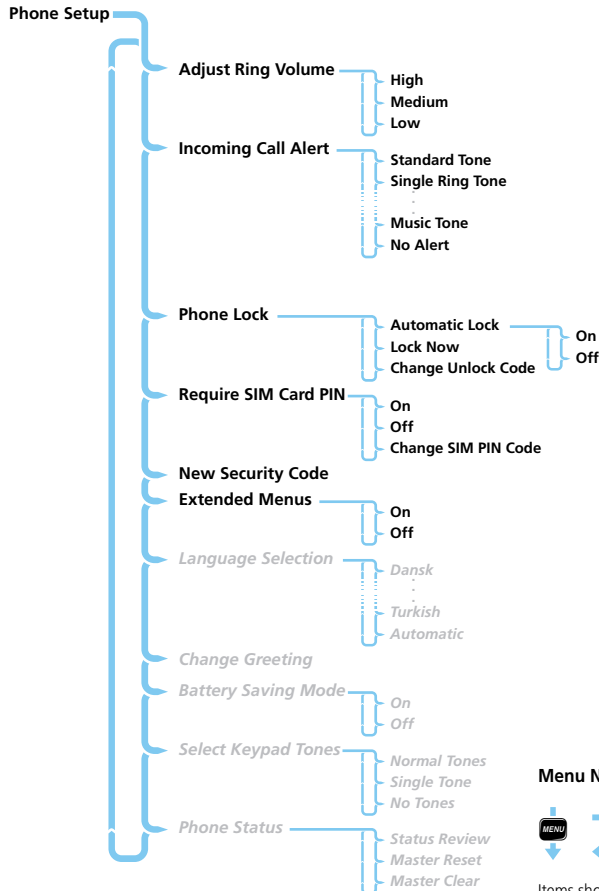 Phone Setup
Adjust Ring Volume
High
Medium
Low
Incoming Call Alert
Standard Tone
Single Ring Tone
Music Tone
No Alert
Phone Lock
Automatic Lock
On
Off
Lock Now
Change Unlock Code
Require SIM Card PIN
On
Off
Change SIM PIN Code
New Security Code
Extended Menus
On
Off
Language Selection
Dansk
Turkish
Automatic
Change Greeting
Battery Saving Mode
On
Off
Select Keypad Tones
Normal Tones
Single Tone
No Tones
Phone Status
Status Review
Master Reset
Master Clear
Menu N
MENU
Items sho